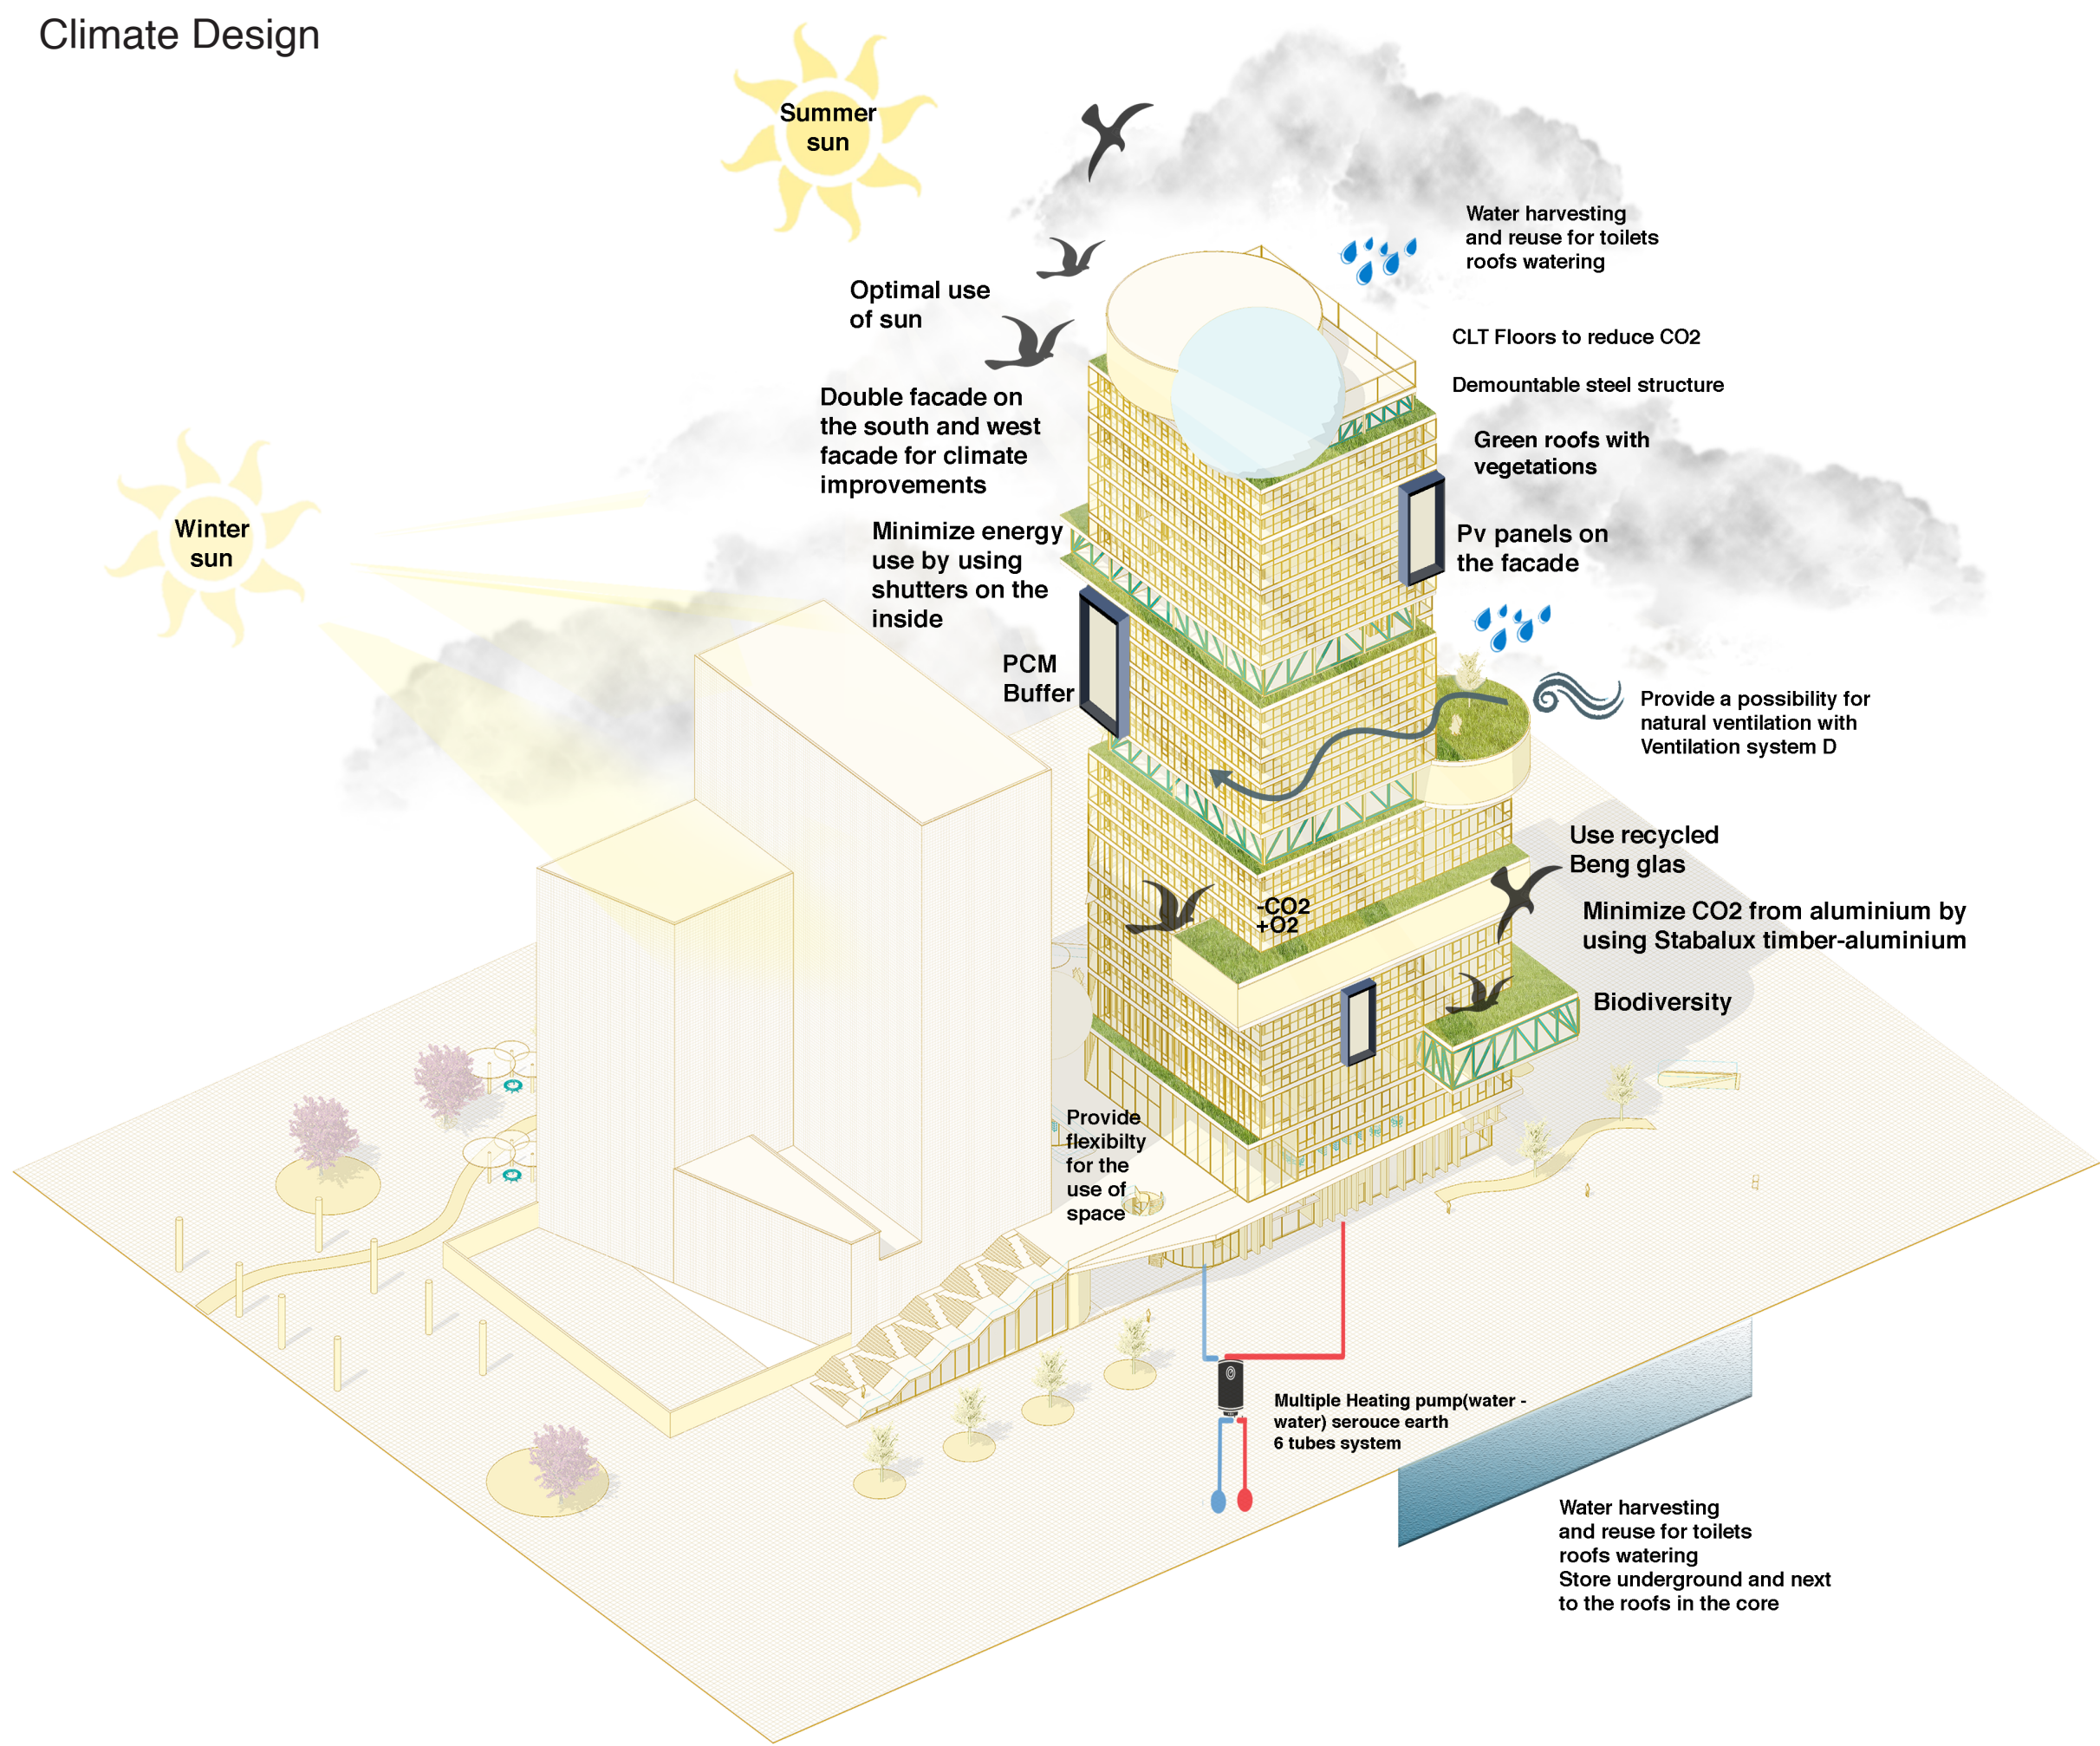 Climate Design
Summer
sun
Water harvesting
and reuse for toilets
roofs watering
Optimal use
of sun
CLT Floors to reduce CO2
Demountable steel structure
Double facade on
the south and west
facade for climate
improvements
Green roofs with
vegetations
Winter
sun
Minimize energy
use by using
shutters on the
inside
Pv panels on
the facade
PCM
Buffer
Provide a possibility for
natural ventilation with
Ventilation system D
Use recycled
Beng glas
-CO2
+O2
Minimize CO2 from aluminium by
using Stabalux timber-aluminium
Biodiversity
Provide
flexibilty
for the
use of
space
Multiple Heating pump(water -
water) serouce earth
6 tubes system
Water harvesting
and reuse for toilets
roofs watering
Store underground and next
to the roofs in the core